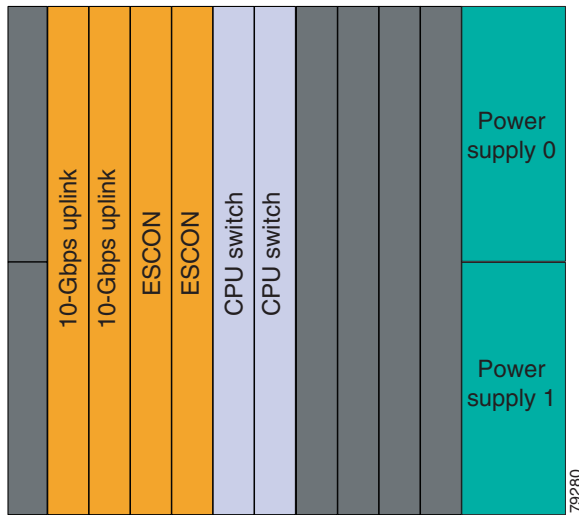 10-Gbps uplink
10-Gbps uplink
ESCON
ESCON
CPU switch
CPU switch
Power
supply 0
Power
supply 1
79280